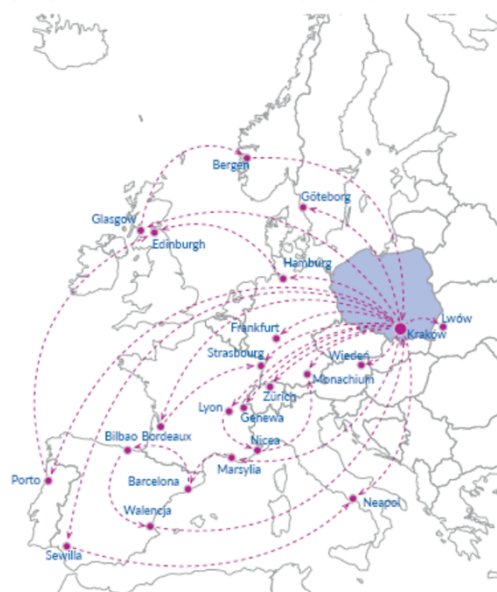 Bergen
Göteborg
Glasgow
Edinburgh
Hamburg
Lwów
Kraków
Frankfurt
Strasbourg
Wiedeń
Monachium
Zürich
Lyon
Genewa
Bilbao
Bordeaux
Nicea
Marsylia
Porto
Barcelona
Neapol
Walencja
Sewilla